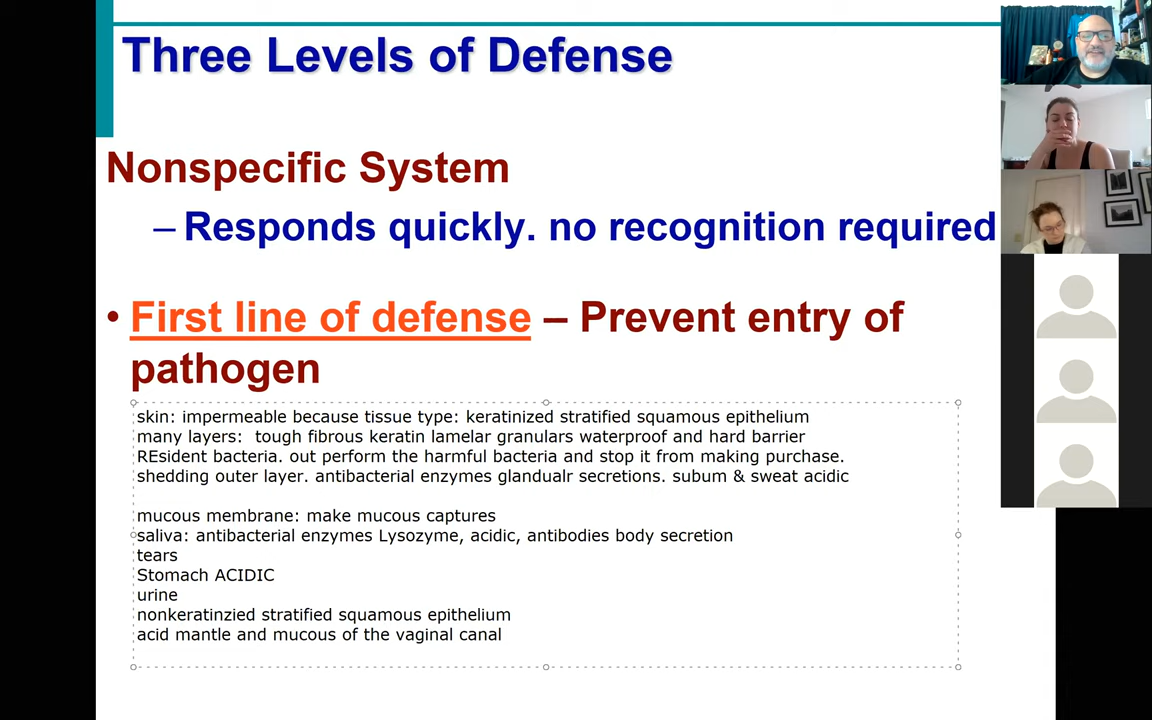 Three Levels of Defense
Nonspecific System
– Responds quickly. no recognition required
• First line of defense – Prevent entry of
pathogen
skin: impermeable because tissue type: keratinized stratified squamous epithelium
many layers:  tough fibrous keratin lamelar granulars waterproof and hard barrier
REsident bacteria. out perform the harmful bacteria and stop it from making purchase.
shedding outer layer. antibacterial enzymes glandualr secretions. subum & sweat acidic
mucous membrane: make mucous captures
saliva: antibacterial enzymes Lysozyme, acidic, antibodies body secretion
tears
Stomach ACIDIC
urine
nonkeratinzied stratified squamous epithelium
acid mantle and mucous of the vaginal canal